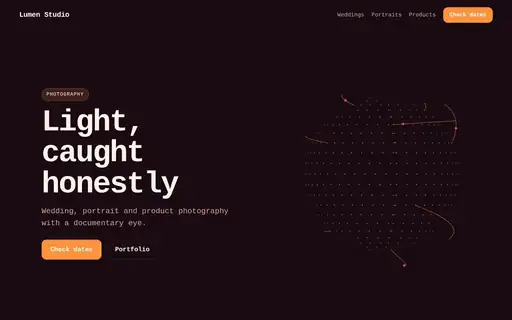 Lumen Studio
Weddings Portraits Products Check dates
PHOTOGRAPHY
Light,
caught
honestly
Wedding, portrait and product photography
with a documentary eye.
Check dates Portfolio